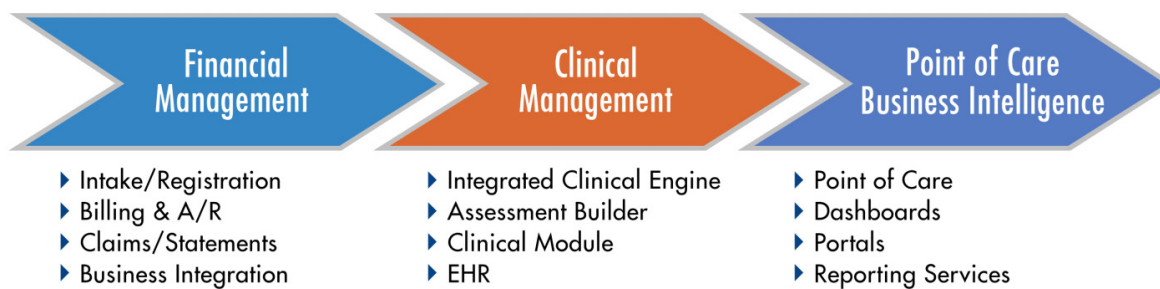 Financial
Management
Clinical
Management
Point of Care
Business Intelligence
Intake/Registration
Billing & A/R
Claims/Statements
Business Integration
Integrated Clinical Engine
Assessment Builder
Clinical Module
EHR
Point of Care
Dashboards
Portals
Reporting Services